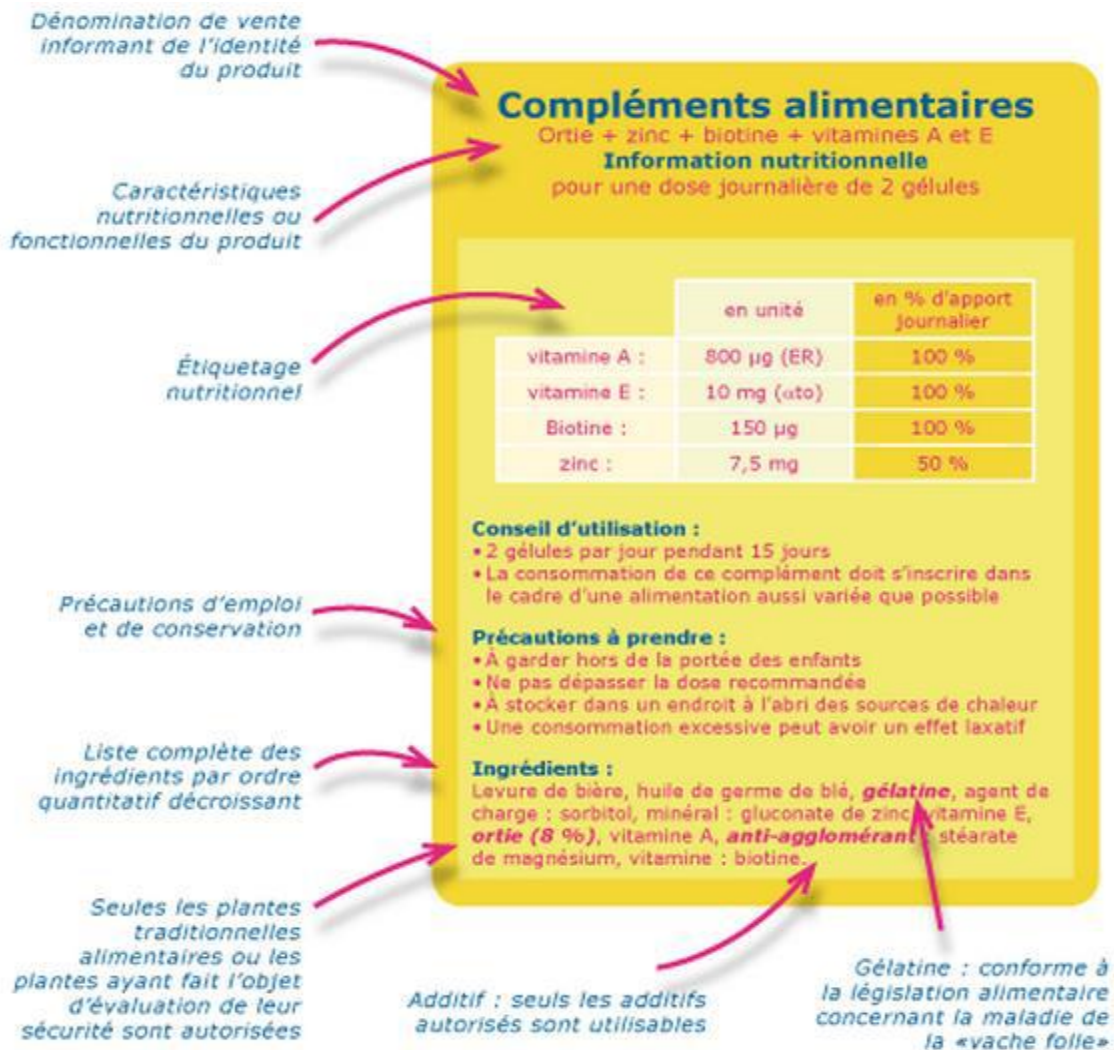 Dénomination de vente
informant de l'identité
du produit
Compléments alimentaires
Ortie + zinc + biotine + vitamines A et E
Information nutritionnelle
pour une dose journalière de 2 gélules
Caractéristiques
nutritionnelles ou
fonctionnelles du produit
Étiquetage
nutritionnel
en unité
en % d'apport
journalier
vitamine A : 800 µg (ER) 100 %
vitamine E : 10 mg (αto) 100 %
Biotine : 150 µg 100 %
zinc : 7,5 mg 50 %
Conseil d'utilisation :
• 2 gélules par jour pendant 15 jours
• La consommation de ce complément doit s'inscrire dans
le cadre d'une alimentation aussi variée que possible
Précautions d'emploi
et de conservation
Précautions à prendre :
• À garder hors de la portée des enfants
• Ne pas dépasser la dose recommandée
• À stocker dans un endroit à l'abri des sources de chaleur
• Une consommation excessive peut avoir un effet laxatif
Liste complète des
ingrédients par ordre
quantitatif décroissant
Ingrédients :
Levure de bière, huile de germe de blé, gélatine, agent de
charge : sorbitol, minéral : gluconate de zinc, vitamine E,
ortie (8 %), vitamine A, anti-agglomérant : stéarate
de magnésium, vitamine : biotine.
Seules les plantes
traditionnelles
alimentaires ou les
plantes ayant fait l'objet
d'évaluation de leur
sécurité sont autorisées
Additif : seuls les additifs
autorisés sont utilisables
Gélatine : conforme à
la législation alimentaire
concernant la maladie de
la «vache folle»